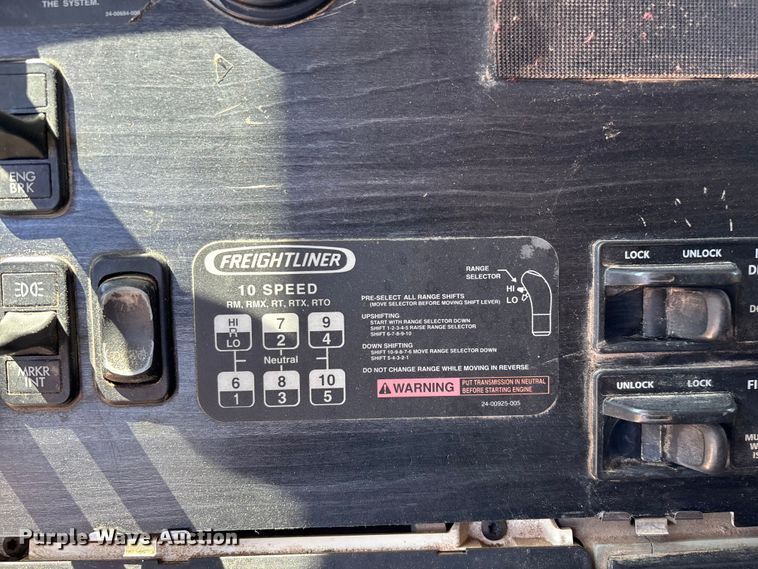 THE SYSTEM.
24-00684-000
ENG
BRK
MRKR
INT
FREIGHTLINER
10 SPEED
RM, RMX, RT, RTX, RTO
HI
LO
7
2
9
4
Neutral
6
1
8
3
10
5
RANGE
SELECTOR
HI
LO
PRE-SELECT ALL RANGE SHIFTS
(MOVE SELECTOR BEFORE MOVING SHIFT LEVER)
UPSHIFTING
START WITH RANGE SELECTOR DOWN
SHIFT 1-2-3-4-5 RAISE RANGE SELECTOR
SHIFT 6-7-8-9-10
DOWN SHIFTING
SHIFT 10-9-8-7-6 MOVE RANGE SELECTOR DOWN
SHIFT 5-4-3-2-1
DO NOT CHANGE RANGE WHILE MOVING IN REVERSE
WARNING
PUT TRANSMISSION IN NEUTRAL
BEFORE STARTING ENGINE
24-00925-005
LOCK UNLOCK
UNLOCK LOCK
Purple Wave Auction